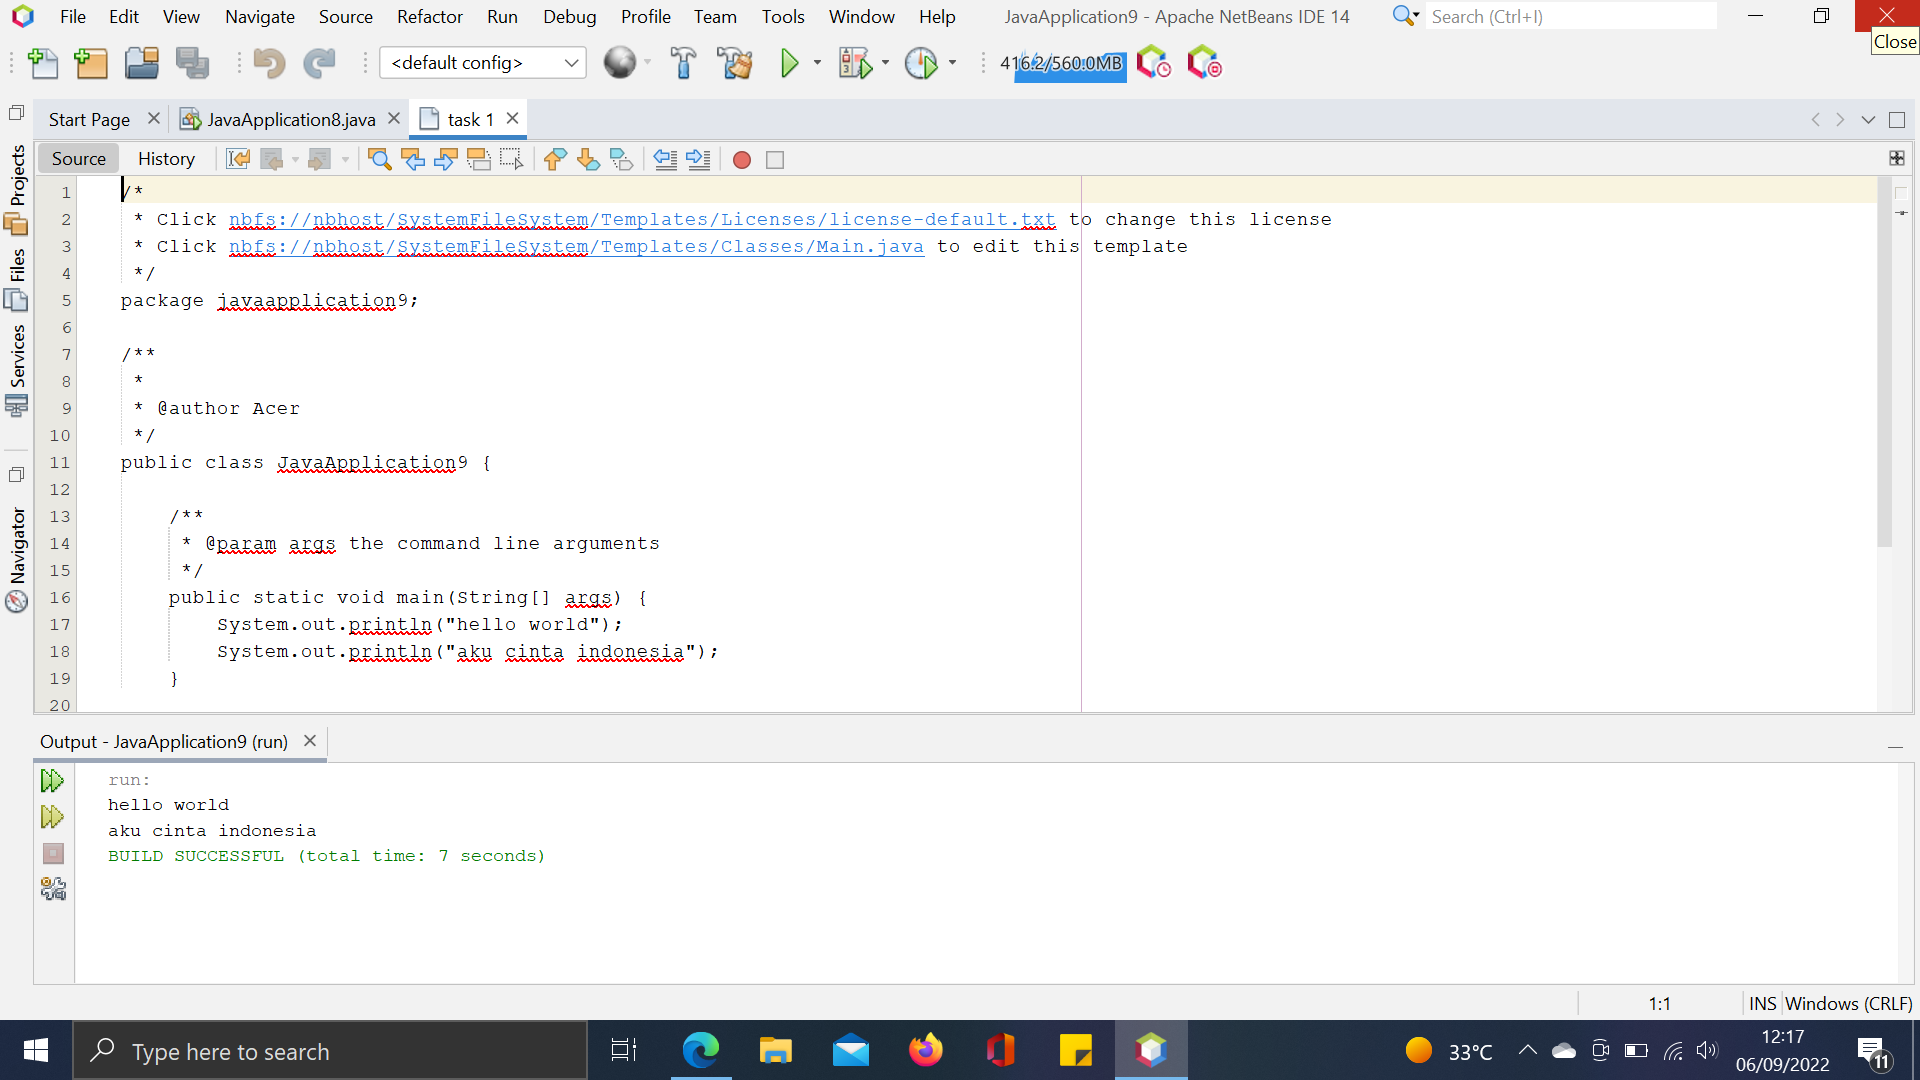 File Edit View Navigate Source Refactor Run Debug Profile Team Tools Window Help JavaApplication9 - Apache NetBeans IDE 14 Search (Ctrl+I)
Close
<default config> 416.2/560.0MB
Start Page JavaApplication8.java task 1
Source History
Projects
Files
Services
Navigator
1 /*
2 * Click nbfs://nbhost/SystemFileSystem/Templates/Licenses/license-default.txt to change this license
3 * Click nbfs://nbhost/SystemFileSystem/Templates/Classes/Main.java to edit this template
4 */
5 package javaapplication9;
6
7 /**
8 *
9 * @author Acer
10 */
11 public class JavaApplication9 {
12
13 /**
14 * @param args the command line arguments
15 */
16 public static void main(String[] args) {
17 System.out.println("hello world");
18 System.out.println("aku cinta indonesia");
19 }
20
Output - JavaApplication9 (run)
run:
hello world
aku cinta indonesia
BUILD SUCCESSFUL (total time: 7 seconds)
1:1 INS Windows (CRLF)
Type here to search 33°C 12:17
06/09/2022 11